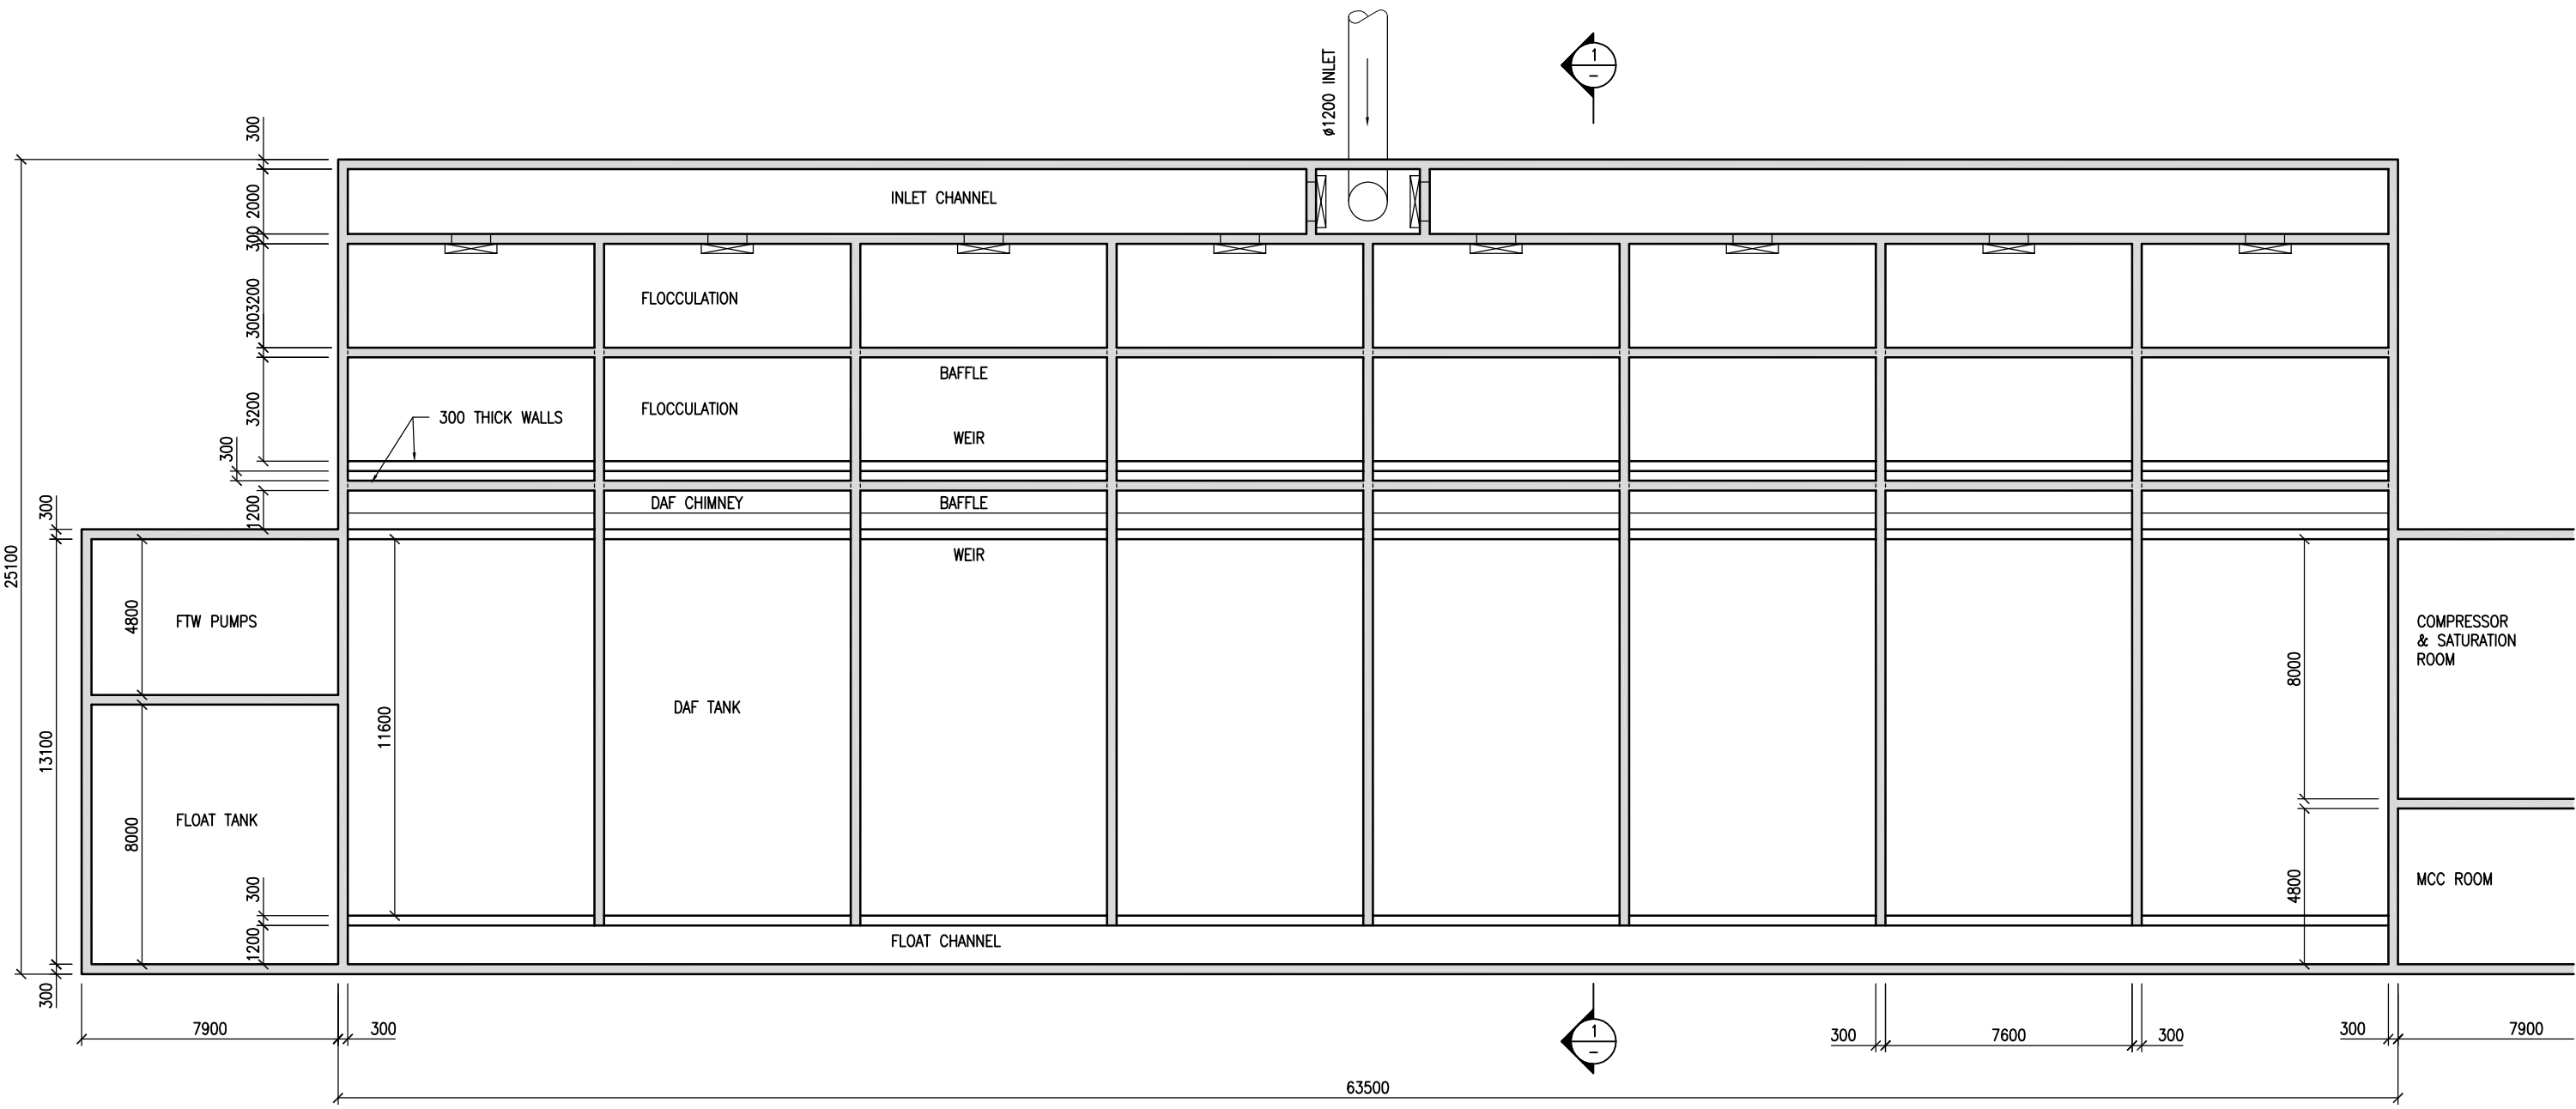 ø1200 INLET
1
–
300
2000
300
3200
300
3200
300
1200
300
25100
13100
300
INLET CHANNEL
FLOCCULATION
BAFFLE
FLOCCULATION
300 THICK WALLS
WEIR
DAF CHIMNEY
BAFFLE
WEIR
4800
FTW PUMPS
11600
DAF TANK
8000
COMPRESSOR
& SATURATION
ROOM
8000
FLOAT TANK
300
1200
4800
MCC ROOM
FLOAT CHANNEL
7900
300
1
–
300
7600
300
300
7900
63500